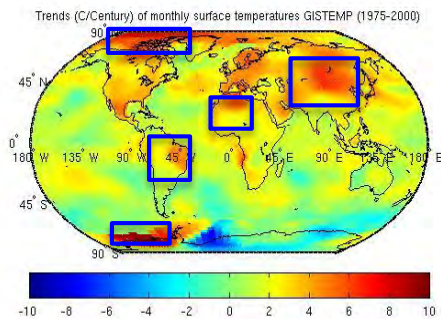 Trends (C/Century) of monthly surface temperatures GISTEMP (1975-2000)
90° N
45° N
0°
180° W 135° W 90° W 45° W 0° 45° E 90° E 135° E 180° E
45° S
90° S
-10 -8 -6 -4 -2 0 2 4 6 8 10